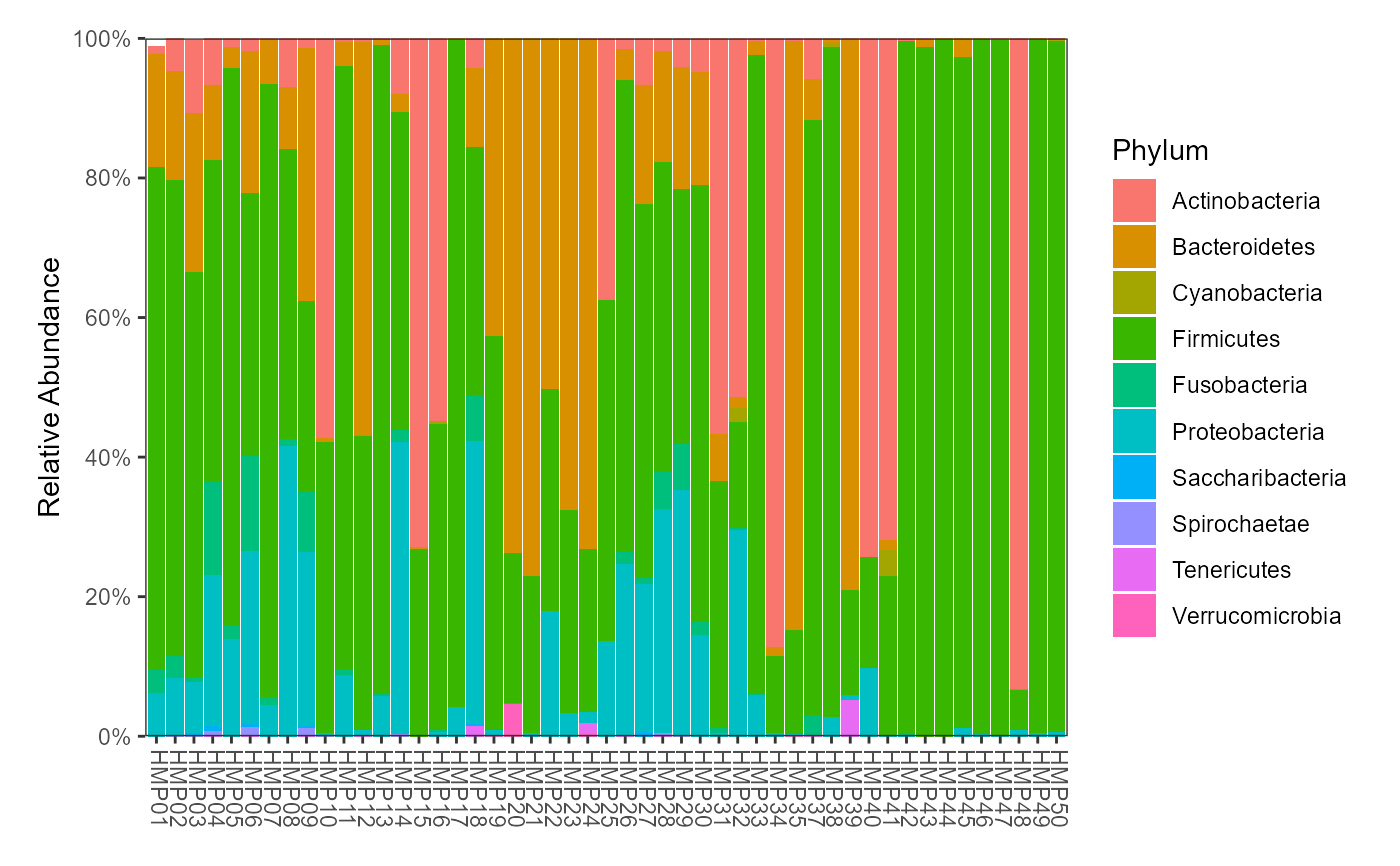 100%
80%
60%
40%
20%
0%
Relative Abundance
HMP01
HMP02
HMP03
HMP04
HMP05
HMP06
HMP07
HMP08
HMP09
HMP10
HMP11
HMP12
HMP13
HMP14
HMP15
HMP16
HMP17
HMP18
HMP19
HMP20
HMP21
HMP22
HMP23
HMP24
HMP25
HMP26
HMP27
HMP28
HMP29
HMP30
HMP31
HMP32
HMP33
HMP34
HMP35
HMP37
HMP38
HMP39
HMP40
HMP41
HMP42
HMP43
HMP44
HMP45
HMP46
HMP47
HMP48
HMP49
HMP50
Phylum
Actinobacteria
Bacteroidetes
Cyanobacteria
Firmicutes
Fusobacteria
Proteobacteria
Saccharibacteria
Spirochaetae
Tenericutes
Verrucomicrobia